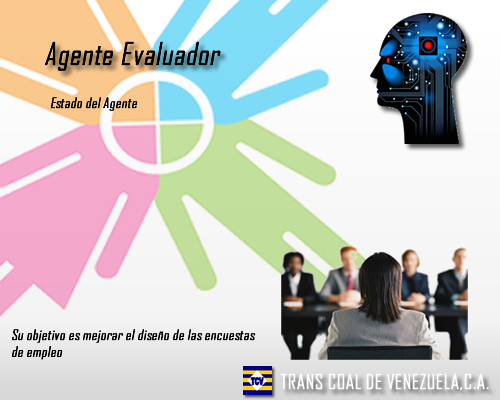 Agente Evaluador
Estado del Agente
Su objetivo es mejorar el diseño de las encuestas
de empleo
TCV
TRANS COAL DE VENEZUELA,C.A.